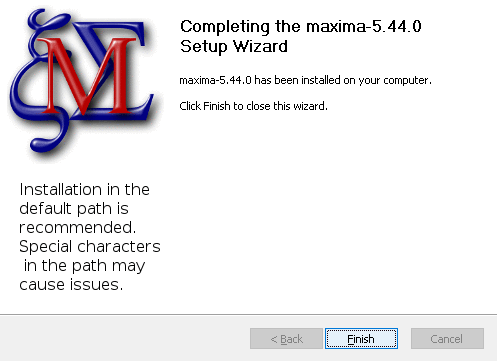 Completing the maxima-5.44.0
Setup Wizard
maxima-5.44.0 has been installed on your computer.
Click Finish to close this wizard.
M
Installation in the
default path is
recommended.
Special characters
in the path may
cause issues.
< Back
Finish
Cancel